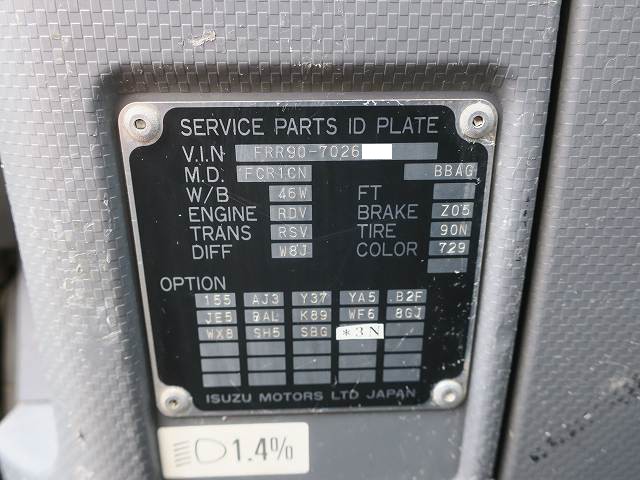 SERVICE PARTS ID PLATE
V.I.N FRR90-7026
M.D. FCR1CN BBAG
W/B 46W FT
ENGINE RDV BRAKE Z05
TRANS RSV TIRE 90N
DIFF W8J COLOR 729
OPTION
155 AJ3 Y37 YA5 .B2F
JE5 K89 WF6 8GJ
WXB SH5 SBG *3N
ISUZU MOTORS LTD JAPAN
1.4%